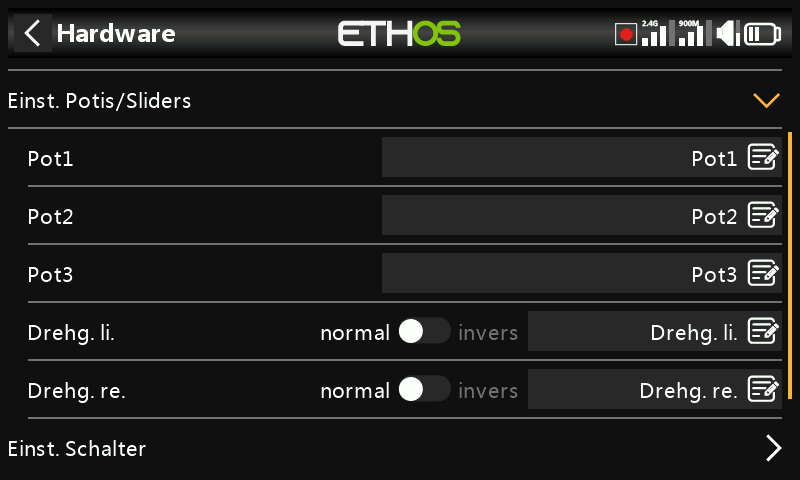 Hardware ETHOS 2.4G 900M
Einst. Potis/Sliders
Pot1 Pot1
Pot2 Pot2
Pot3 Pot3
Drehg. li. normal invers Drehg. li.
Drehg. re. normal invers Drehg. re.
Einst. Schalter